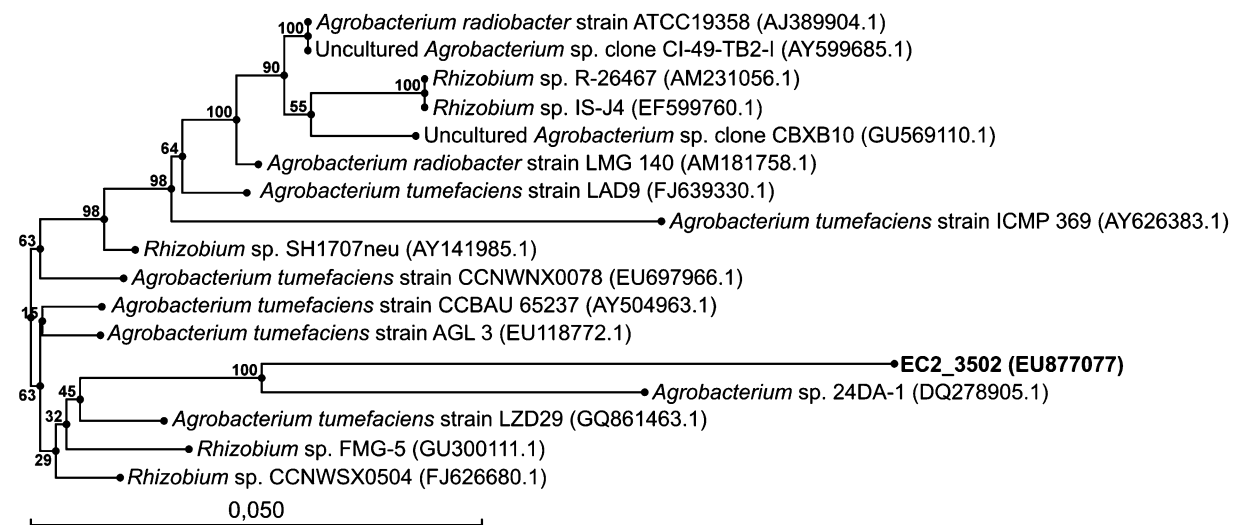 100 Agrobacterium radiobacter strain ATCC19358 (AJ389904.1)
Uncultured Agrobacterium sp. clone CI-49-TB2-I (AY599685.1)
90
Rhizobium sp. R-26467 (AM231056.1)
100
Rhizobium sp. IS-J4 (EF599760.1)
100
55
Uncultured Agrobacterium sp. clone CBXB10 (GU569110.1)
64
Agrobacterium radiobacter strain LMG 140 (AM181758.1)
98
Agrobacterium tumefaciens strain LAD9 (FJ639330.1)
98
Agrobacterium tumefaciens strain ICMP 369 (AY626383.1)
63
Rhizobium sp. SH1707neu (AY141985.1)
Agrobacterium tumefaciens strain CCNWNX0078 (EU697966.1)
15
Agrobacterium tumefaciens strain CCBAU 65237 (AY504963.1)
Agrobacterium tumefaciens strain AGL 3 (EU118772.1)
100
EC2_3502 (EU877077)
63
45
Agrobacterium sp. 24DA-1 (DQ278905.1)
32
Agrobacterium tumefaciens strain LZD29 (GQ861463.1)
Rhizobium sp. FMG-5 (GU300111.1)
29
Rhizobium sp. CCNWSX0504 (FJ626680.1)
0,050